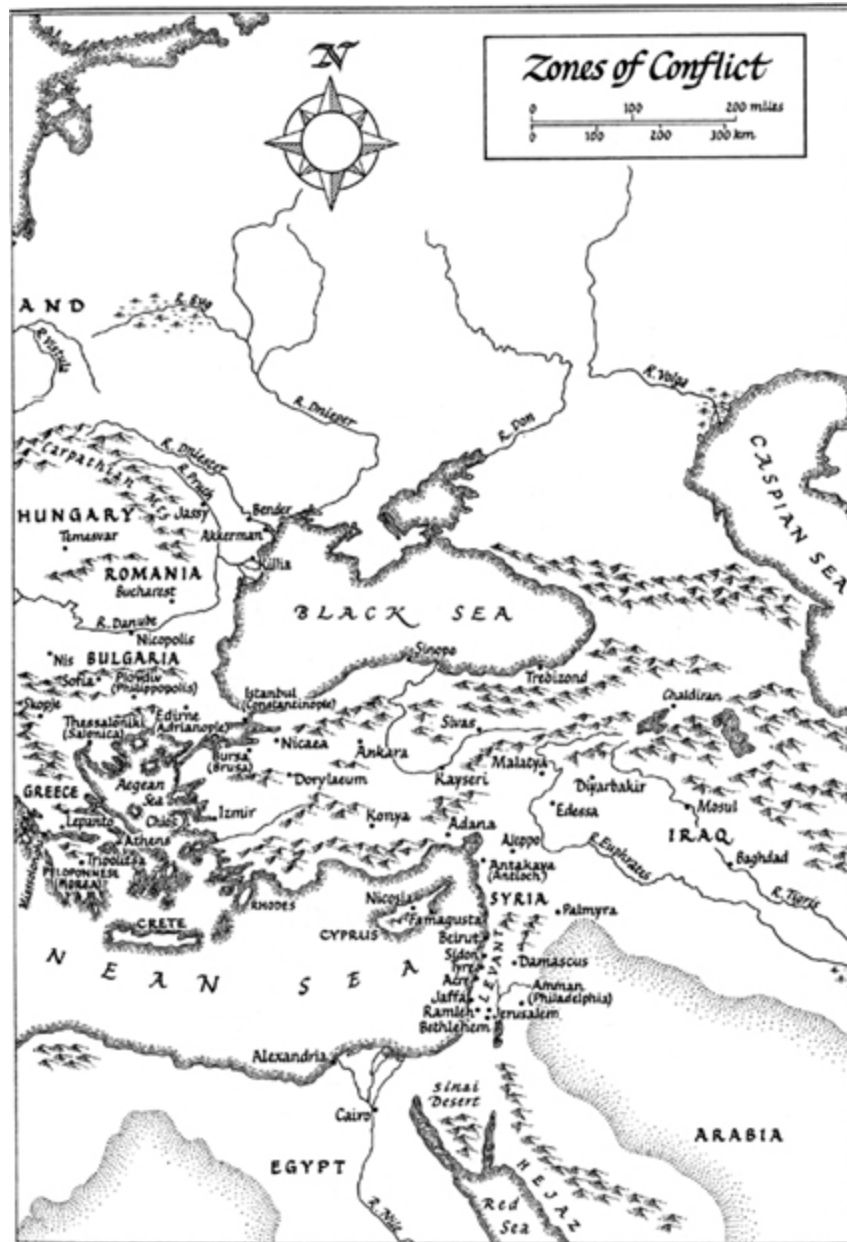 N
Zones of Conflict
0 100 200 miles
0 100 200 300 km
AND
R. Bug
R. Vistula
R. Dnieper
R. Volga
R. Don
CASPIAN SEA
R. Dniester
R. Pruth
Carpathian Mts
HUNGARY
Jassy
Bender
Akkerman
Temesvar
Killia
ROMANIA
Bucharest
BLACK SEA
R. Danube
Nicopolis
Sinope
Nis
BULGARIA
Trebizond
Sofia
Plovdiv
(Philippopolis)
Chaldiran
Skopje
Istanbul
(Constantinople)
Thessaloniki
(Salonica)
Edirne
(Adrianople)
Sivas
Nicaea
Ankara
Bursa
(Brusa)
Malatya
Dorylaeum
Kayseri
Diyarbakir
Aegean
Sea
GREECE
Edessa
Mosul
Chios
Izmir
Konya
Adana
IRAQ
Lepanto
Athens
Aleppo
R. Euphrates
Baghdad
Missolonghi
Tripolitsa
PELOPONNESE
(MOREA)
Antakaya
(Antioch)
R. Tigris
RHODES
Nicosia
SYRIA
Famagusta
Palmyra
CRETE
CYPRUS
Beirut
Sidon
Tyre
Damascus
NEAN SEA
LEVANT
Acre
Amman
(Philadelphia)
Jaffa
Ramleh
Jerusalem
Bethlehem
Alexandria
Sinai
Desert
Cairo
ARABIA
EGYPT
HEJAZ
R. Nile
Red
Sea